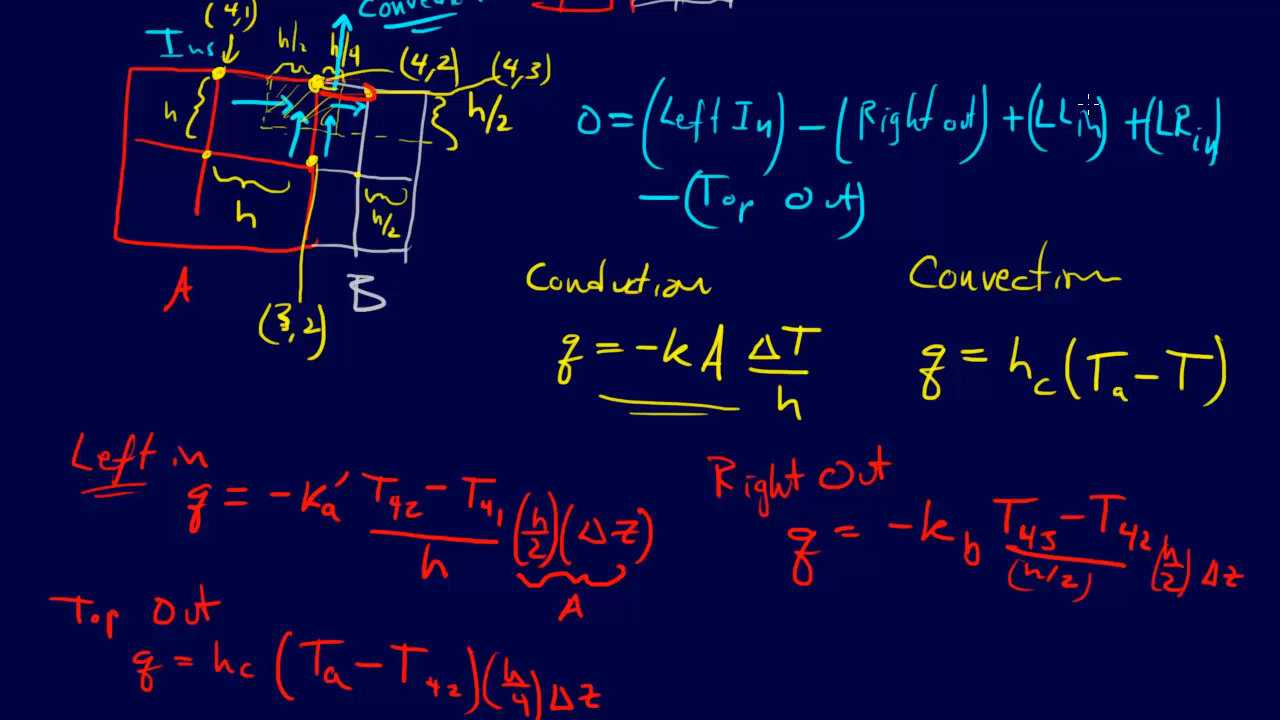 Convect
(4,1)
Ins
h/2
h/4
(4,2)
(4,3)
h
h/2
h
h/2
A
B
(3,2)
0 = (Left In) - (Right out) + (LLin) + (LRin)
- (Top Out)
Conduction
Convection
q = -kA ΔT/h
q = hc(Ta - T)
Left in
q = -ka' (T42 - T41)/h (h/2)(Δz)
A
Right Out
q = -kb (T43 - T42)/(h/2) (h/2) Δz
Top Out
q = hc (Ta - T42)(h/4) Δz